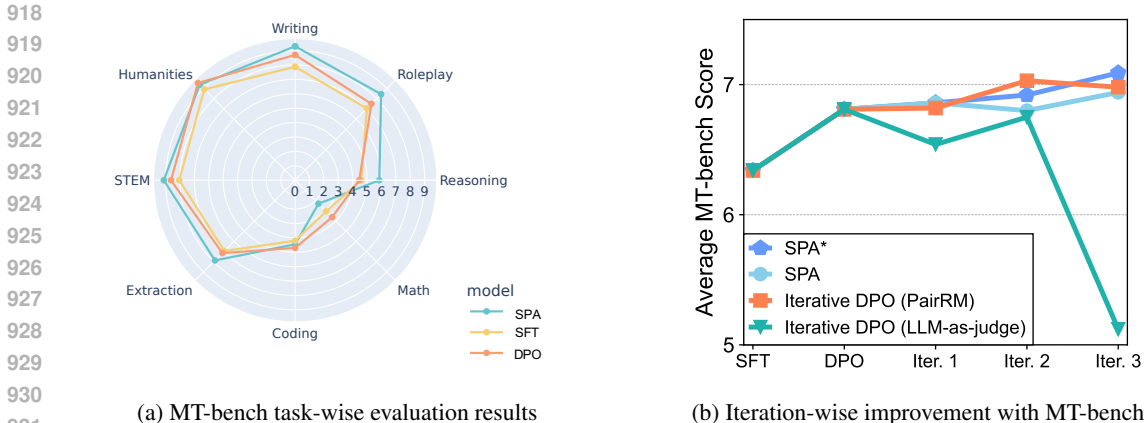 918
919
920
921
922
923
924
925
926
927
928
929
930
Writing
Humanities
Roleplay
STEM
0 1 2 3 4 5 6 7 8 9
Reasoning
Extraction
Math
Coding
model
SPA
SFT
DPO
(a) MT-bench task-wise evaluation results
Average MT-bench Score
7
6
5
SPA*
SPA
Iterative DPO (PairRM)
Iterative DPO (LLM-as-judge)
SFT DPO Iter. 1 Iter. 2 Iter. 3
(b) Iteration-wise improvement with MT-bench